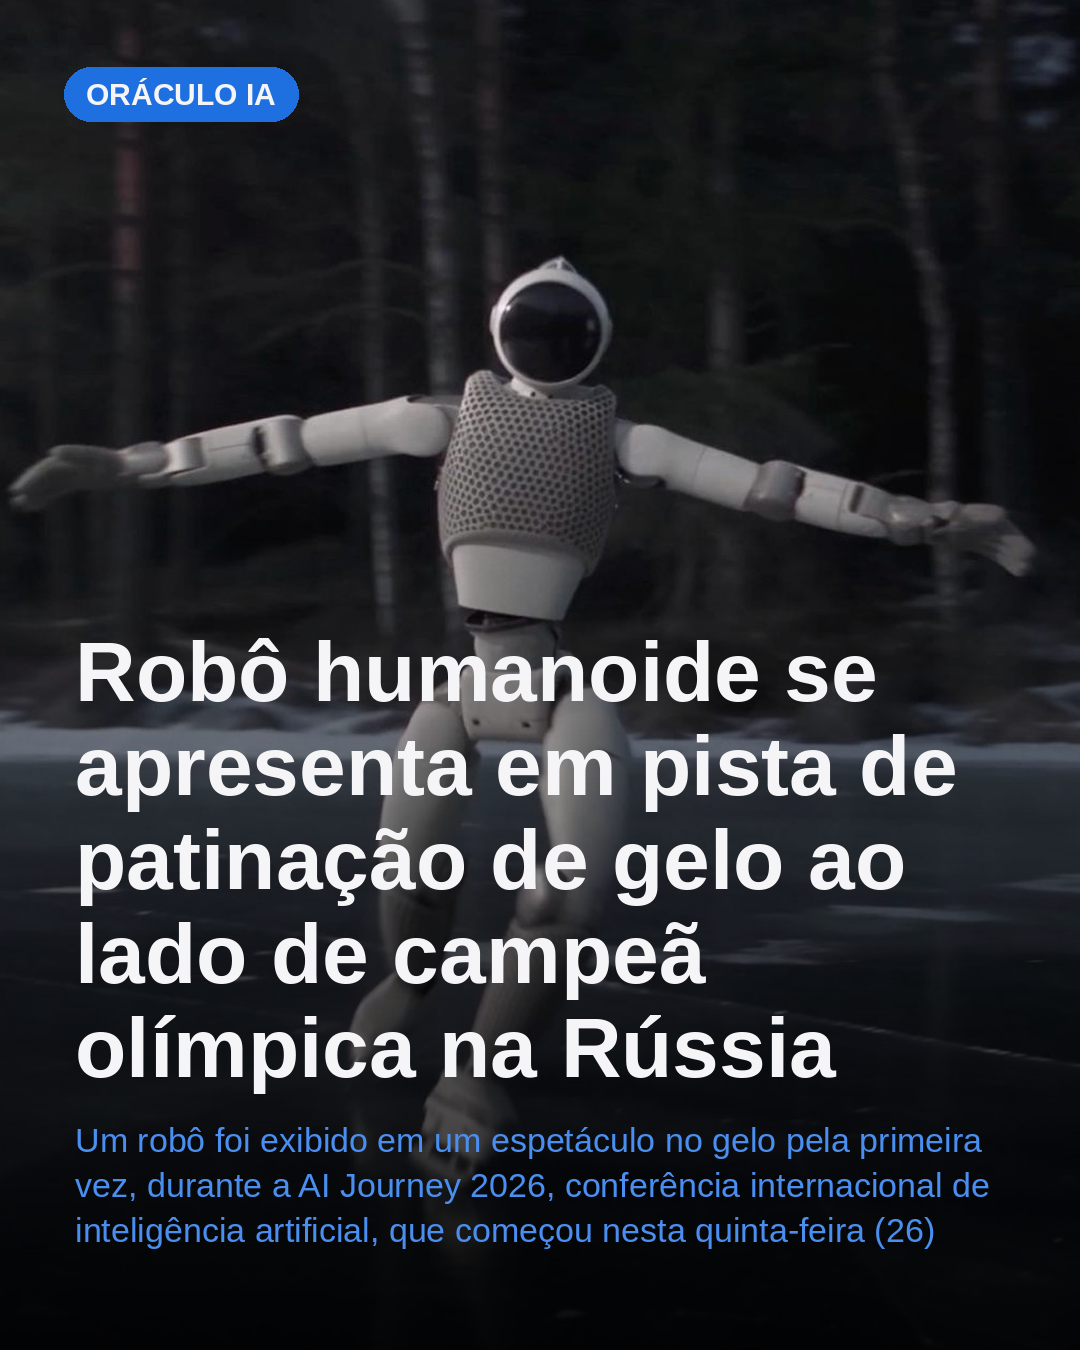 ORÁCULO IA
Robô humanoide se
apresenta em pista de
patinação de gelo ao
lado de campeã
olímpica na Rússia
Um robô foi exibido em um espetáculo no gelo pela primeira
vez, durante a AI Journey 2026, conferência internacional de
inteligência artificial, que começou nesta quinta-feira (26)